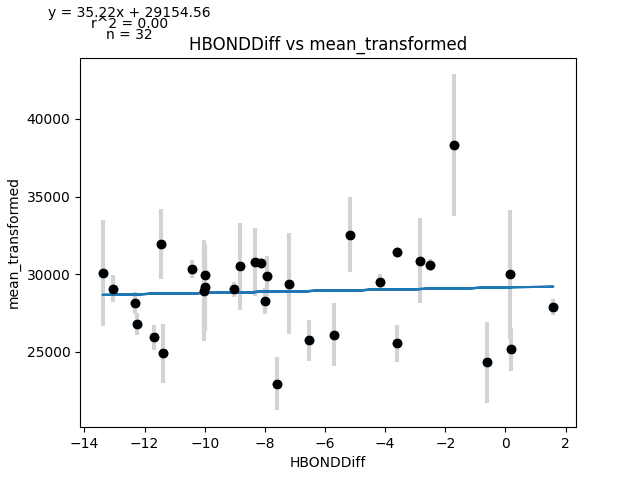 y = 35.22x + 29154.56
r^2 = 0.00
n = 32
HBONDDiff vs mean_transformed
mean_transformed
40000
35000
30000
25000
−14
−12
−10
−8
−6
−4
−2
0
2
HBONDDiff